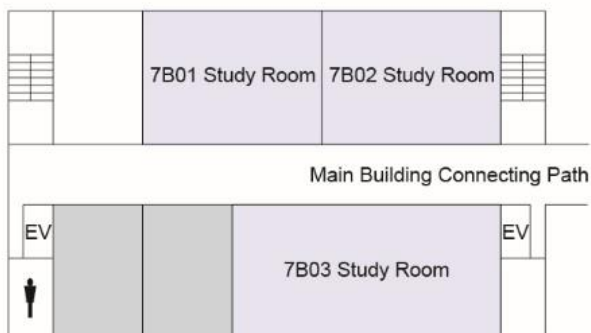 7B01 Study Room
7B02 Study Room
Main Building Connecting Path
EV
EV
7B03 Study Room